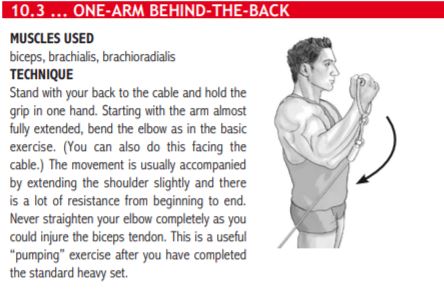 10.3 ... ONE-ARM BEHIND-THE-BACK
MUSCLES USED
biceps, brachialis, brachioradialis
TECHNIQUE
Stand with your back to the cable and hold the
grip in one hand. Starting with the arm almost
fully extended, bend the elbow as in the basic
exercise. (You can also do this facing the
cable.) The movement is usually accompanied
by extending the shoulder slightly and there
is a lot of resistance from beginning to end.
Never straighten your elbow completely as you
could injure the biceps tendon. This is a useful
“pumping” exercise after you have completed
the standard heavy set.